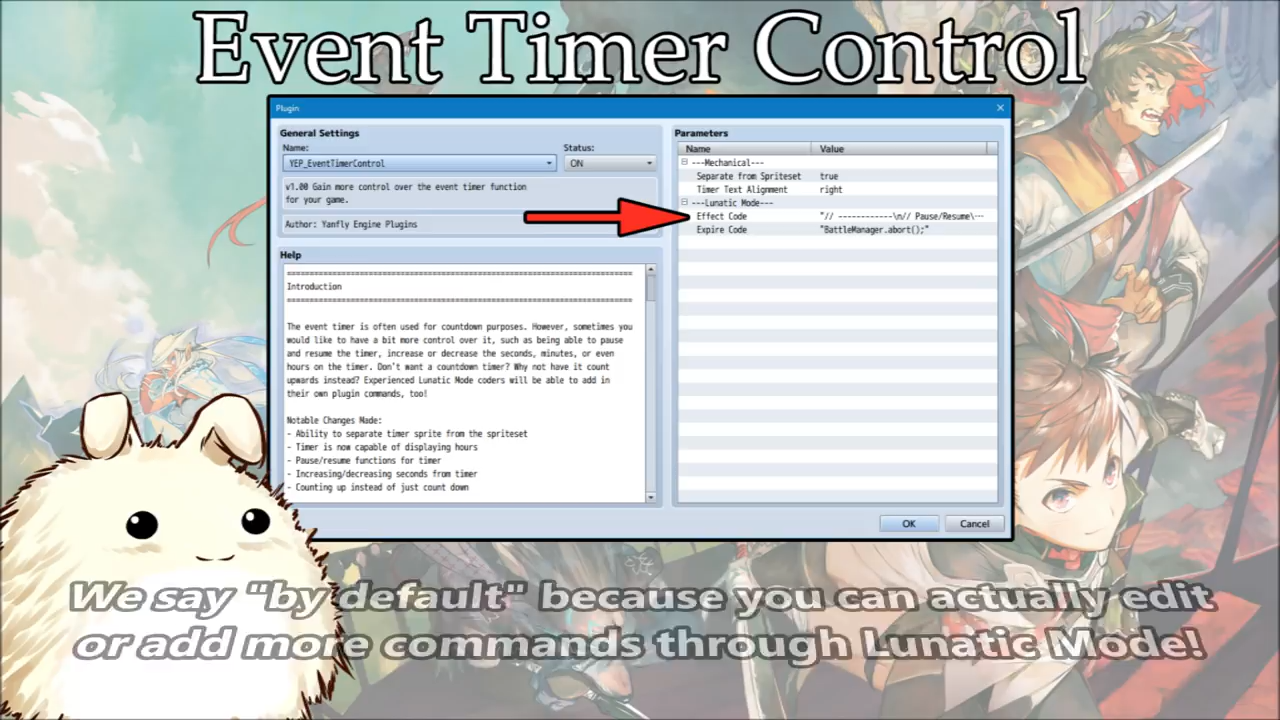 Event Timer Control
Plugin
General Settings
Name:
Status:
YEP_EventTimerControl
ON
v1.00 Gain more control over the event timer function
for your game.
Author: Yanfly Engine Plugins
Help
==============================================================================
Introduction
==============================================================================
The event timer is often used for countdown purposes. However, sometimes you
would like to have a bit more control over it, such as being able to pause
and resume the timer, increase or decrease the seconds, minutes, or even
hours on the timer. Don't want a countdown timer? Why not have it count
upwards instead? Experienced Lunatic Mode coders will be able to add in
their own plugin commands, too!
Notable Changes Made:
- Ability to separate timer sprite from the spriteset
- Timer is now capable of displaying hours
- Pause/resume functions for timer
- Increasing/decreasing seconds from timer
- Counting up instead of just count down
Parameters
Name Value
---Mechanical---
Separate from Spriteset true
Timer Text Alignment right
---Lunatic Mode---
Effect Code "// ------------\n// Pause/Resume\···
Expire Code "BattleManager.abort();"
OK Cancel
We say "by default" because you can actually edit
or add more commands through Lunatic Mode!